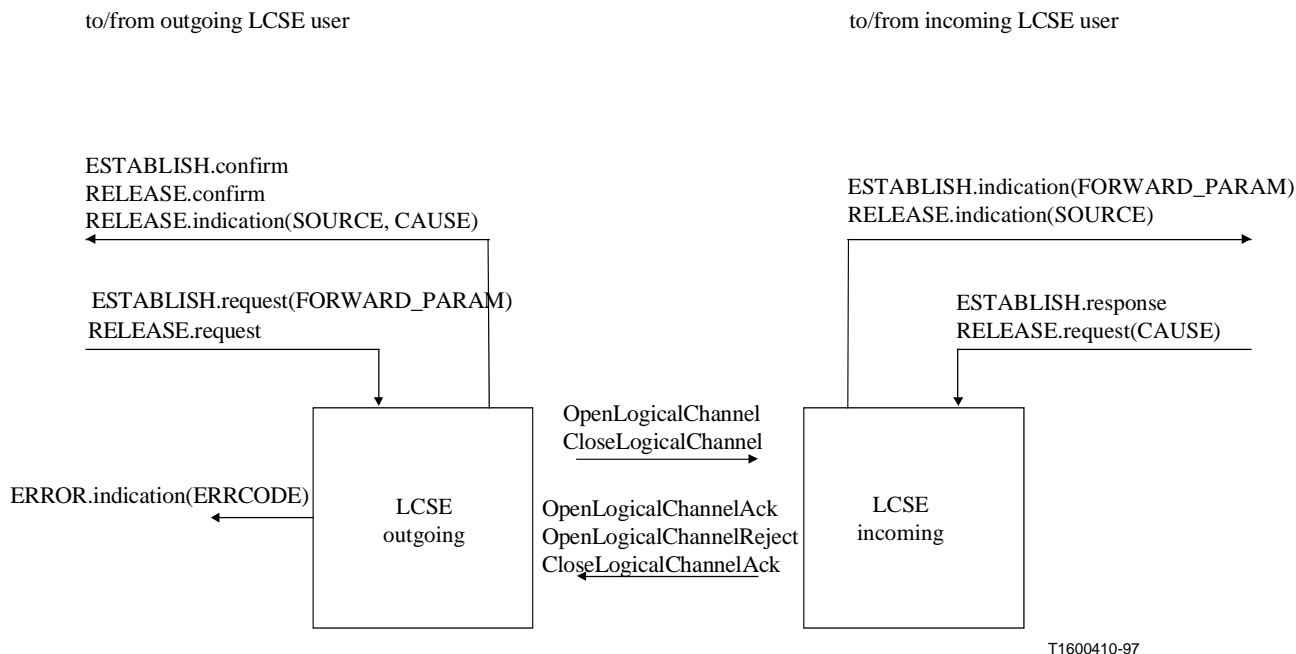 to/from outgoing LCSE user
to/from incoming LCSE user
ESTABLISH.confirm
RELEASE.confirm
RELEASE.indication(SOURCE, CAUSE)
ESTABLISH.indication(FORWARD_PARAM)
RELEASE.indication(SOURCE)
ESTABLISH.request(FORWARD_PARAM)
RELEASE.request
ESTABLISH.response
RELEASE.request(CAUSE)
OpenLogicalChannel
CloseLogicalChannel
ERROR.indication(ERRCODE)
LCSE
outgoing
OpenLogicalChannelAck
OpenLogicalChannelReject
CloseLogicalChannelAck
LCSE
incoming
T1600410-97